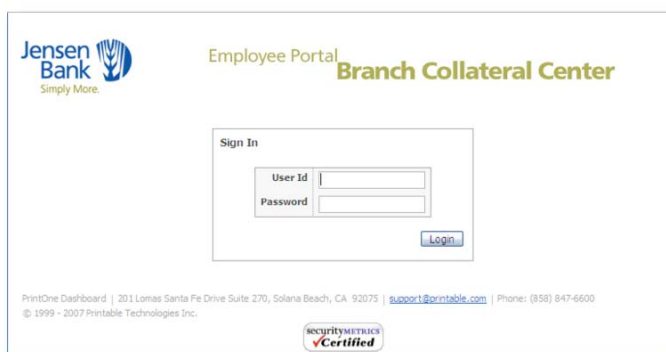 Jensen
Bank
Simply More.
Employee Portal
Branch Collateral Center
Sign In
User Id
Password
Login
PrintOne Dashboard | 201 Lomas Santa Fe Drive Suite 270, Solana Beach, CA 92075 | support@printable.com | Phone: (858) 847-6600
© 1999 - 2007 Printable Technologies Inc.
securityMETRICS
Certified